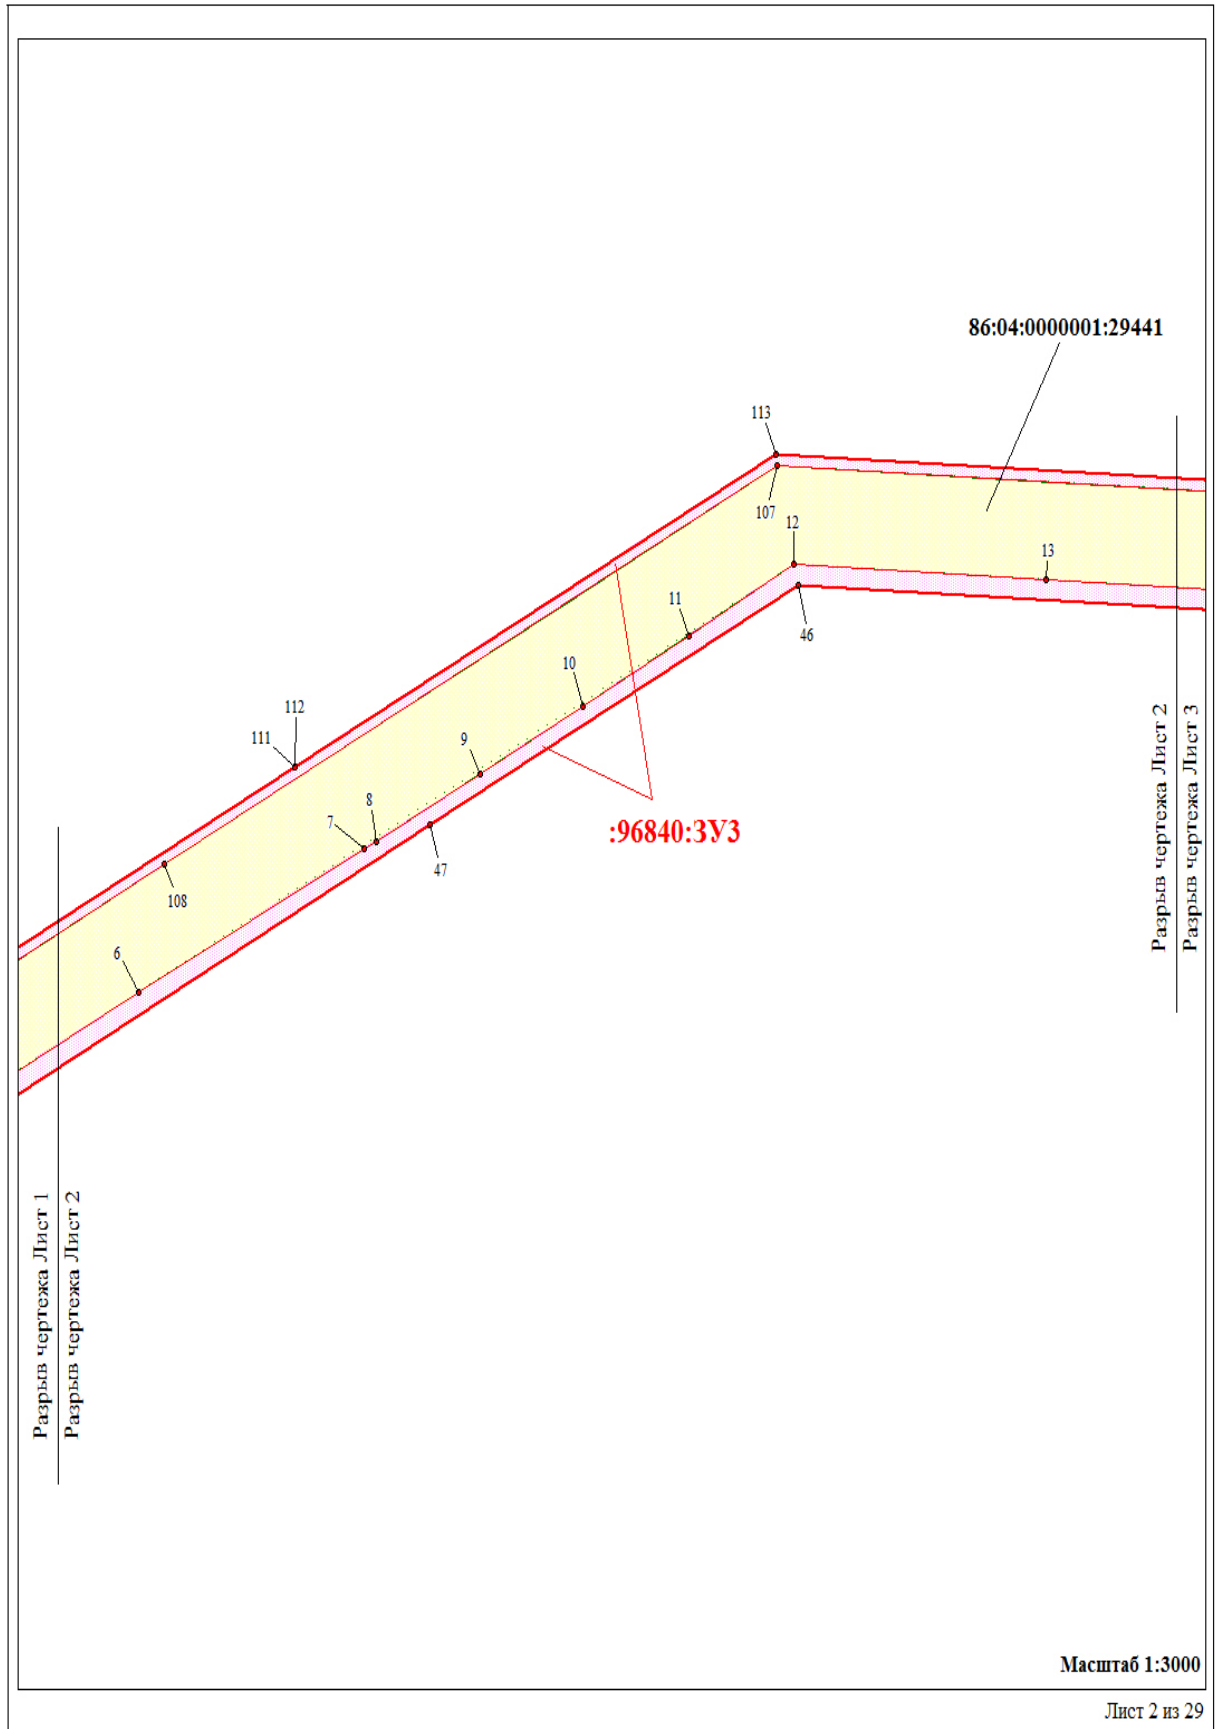 86:04:0000001:29441
113
107
12
13
11
46
10
112
111
9
8
7
47
108
6
:96840:ЗУ3
Разрыв чертежа Лист 2
Разрыв чертежа Лист 3
Разрыв чертежа Лист 1
Разрыв чертежа Лист 2
Масштаб 1:3000
Лист 2 из 29